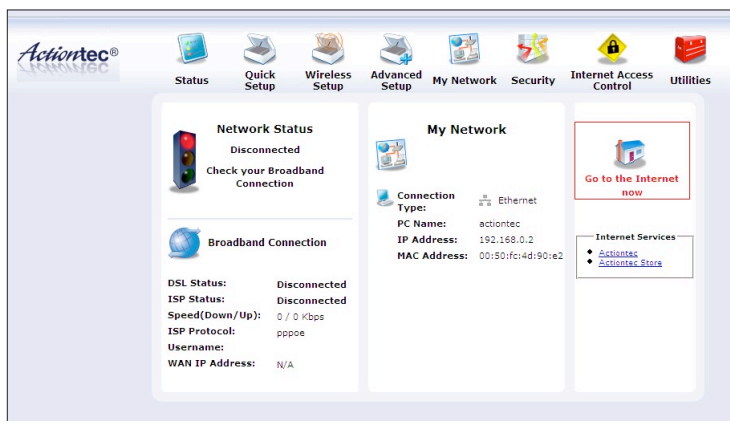 Actiontec®
Status
Quick Setup
Wireless Setup
Advanced Setup
My Network
Security
Internet Access Control
Utilities
Network Status
Disconnected
Check your Broadband
Connection
Broadband Connection
DSL Status: Disconnected
ISP Status: Disconnected
Speed(Down/Up): 0 / 0 Kbps
ISP Protocol: pppoe
Username:
WAN IP Address: N/A
My Network
Connection Type: Ethernet
PC Name: actiontec
IP Address: 192.168.0.2
MAC Address: 00:50:fc:4d:90:e2
Go to the Internet
now
Internet Services
Actiontec
Actiontec Store